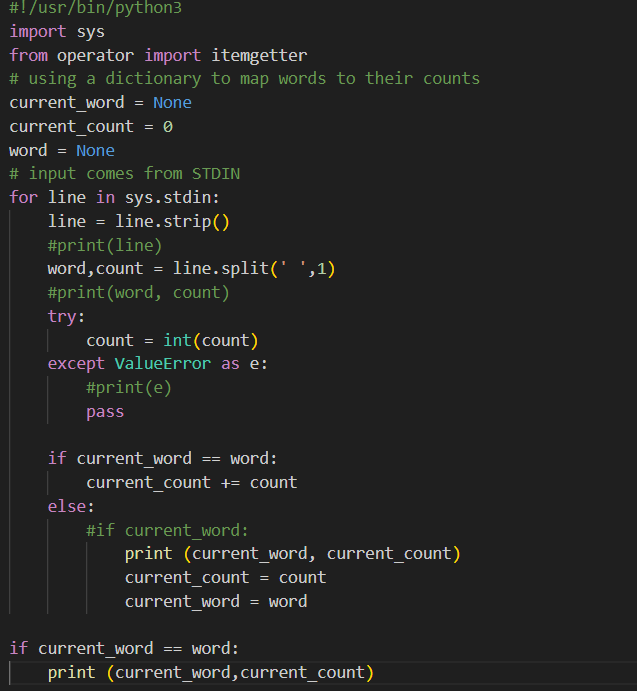 #!/usr/bin/python3
import sys
from operator import itemgetter
# using a dictionary to map words to their counts
current_word = None
current_count = 0
word = None
# input comes from STDIN
for line in sys.stdin:
    line = line.strip()
    #print(line)
    word,count = line.split(' ',1)
    #print(word, count)
    try:
        count = int(count)
    except ValueError as e:
        #print(e)
        pass

    if current_word == word:
        current_count += count
    else:
        #if current_word:
            print (current_word, current_count)
            current_count = count
            current_word = word

if current_word == word:
    print (current_word,current_count)